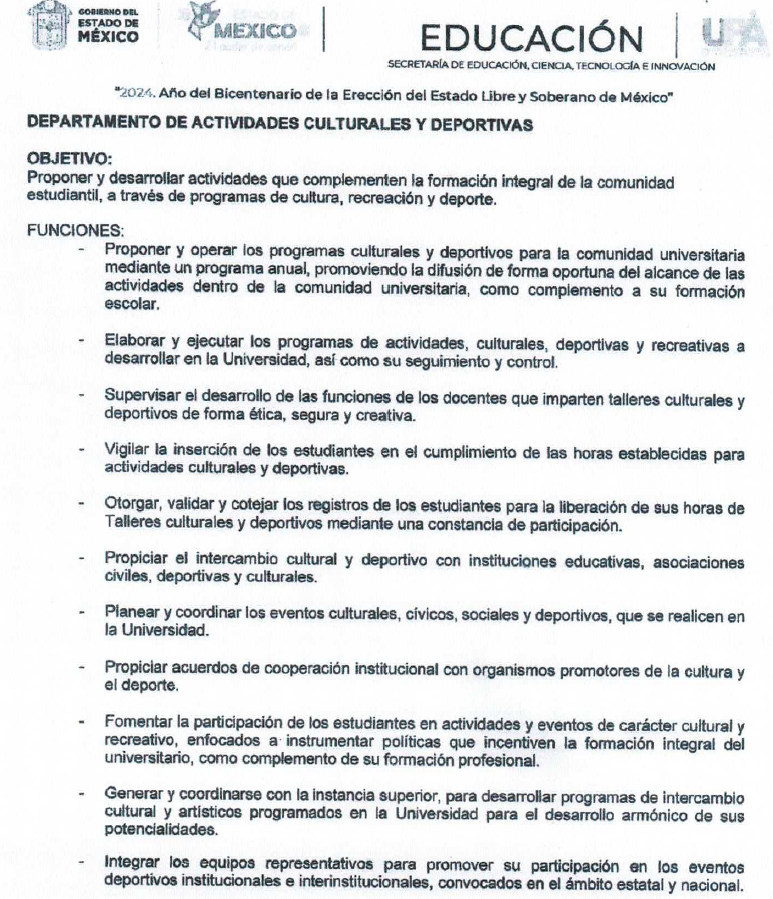 GOBIERNO DEL
ESTADO DE
MÉXICO
MÉXICO
EDUCACIÓN
SECRETARÍA DE EDUCACIÓN, CIENCIA, TECNOLOGÍA E INNOVACIÓN
"2024. Año del Bicentenario de la Erección del Estado Libre y Soberano de México"
DEPARTAMENTO DE ACTIVIDADES CULTURALES Y DEPORTIVAS
OBJETIVO:
Proponer y desarrollar actividades que complementen la formación integral de la comunidad
estudiantil, a través de programas de cultura, recreación y deporte.
FUNCIONES:
- Proponer y operar los programas culturales y deportivos para la comunidad universitaria
mediante un programa anual, promoviendo la difusión de forma oportuna del alcance de las
actividades dentro de la comunidad universitaria, como complemento a su formación
escolar.
- Elaborar y ejecutar los programas de actividades, culturales, deportivas y recreativas a
desarrollar en la Universidad, así como su seguimiento y control.
- Supervisar el desarrollo de las funciones de los docentes que imparten talleres culturales y
deportivos de forma ética, segura y creativa.
- Vigilar la inserción de los estudiantes en el cumplimiento de las horas establecidas para
actividades culturales y deportivas.
- Otorgar, validar y cotejar los registros de los estudiantes para la liberación de sus horas de
Talleres culturales y deportivos mediante una constancia de participación.
- Propiciar el intercambio cultural y deportivo con instituciones educativas, asociaciones
civiles, deportivas y culturales.
- Planear y coordinar los eventos culturales, cívicos, sociales y deportivos, que se realicen en
la Universidad.
- Propiciar acuerdos de cooperación institucional con organismos promotores de la cultura y
el deporte.
- Fomentar la participación de los estudiantes en actividades y eventos de carácter cultural y
recreativo, enfocados a instrumentar políticas que incentiven la formación integral del
universitario, como complemento de su formación profesional.
- Generar y coordinarse con la instancia superior, para desarrollar programas de intercambio
cultural y artísticos programados en la Universidad para el desarrollo armónico de sus
potencialidades.
- Integrar los equipos representativos para promover su participación en los eventos
deportivos institucionales e interinstitucionales, convocados en el ámbito estatal y nacional.